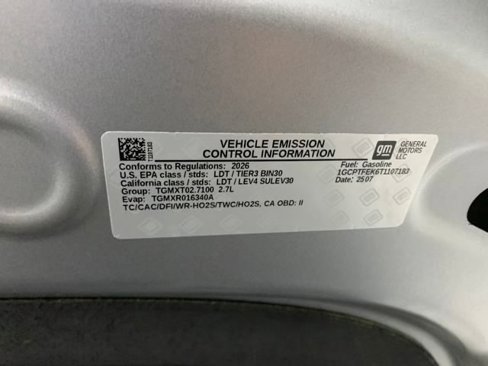 VEHICLE EMISSION
CONTROL INFORMATION
gm
GENERAL
MOTORS
LLC
T1107183
Conforms to Regulations: 2026
Fuel: Gasoline
U.S. EPA class / stds: LDT / TIER3 BIN30
1GCPTFEK6T1107183
California class / stds: LDT / LEV4 SULEV30
Date: 2507
Group: TGMXT02.7100 2.7L
Evap: TGMXR016340A
TC/CAC/DFI/WR-HO2S/TWC/HO2S, CA OBD: II